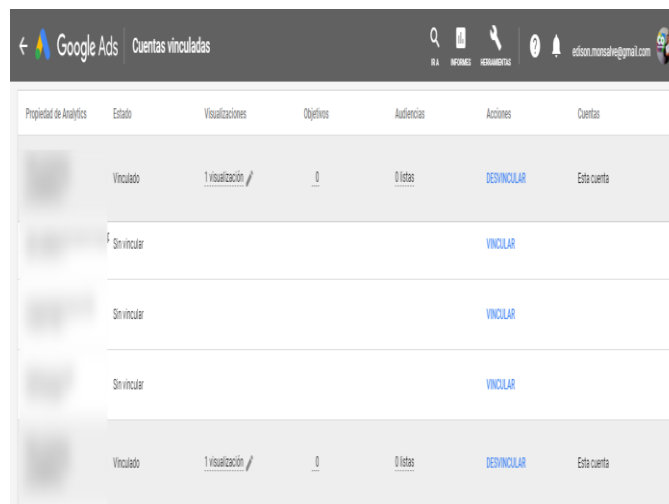 Google Ads Cuentas vinculadas
IR A INFORMES HERRAMIENTAS ? edison.monsalve@gmail.com
Propiedad de Analytics Estado Visualizaciones Objetivos Audiencias Acciones Cuentas
Vinculado 1 visualización 0 0 listas DESVINCULAR Esta cuenta
Sin vincular VINCULAR
Sin vincular VINCULAR
Sin vincular VINCULAR
Vinculado 1 visualización 0 0 listas DESVINCULAR Esta cuenta